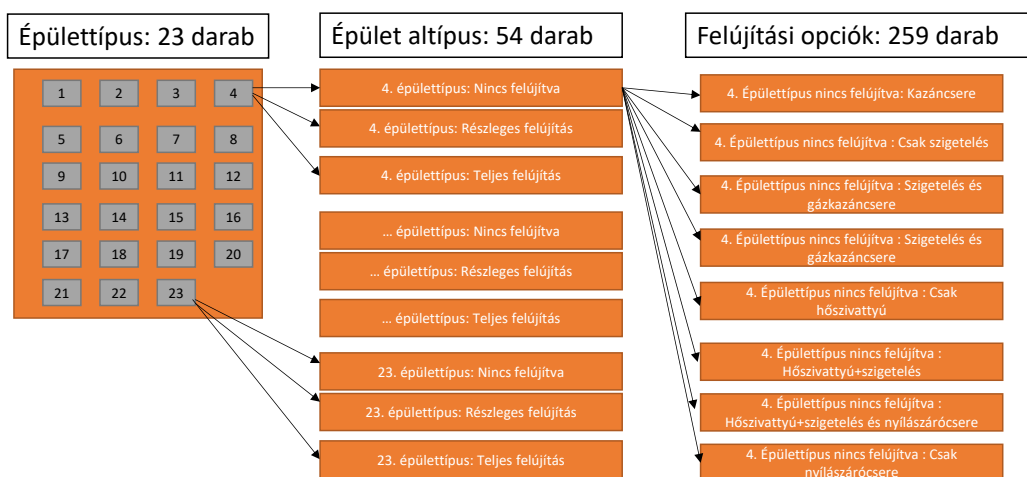 Épülettípus: 23 darab
1 2 3 4
5 6 7 8
9 10 11 12
13 14 15 16
17 18 19 20
21 22 23
Épület altípus: 54 darab
4. épülettípus: Nincs felújítva
4. épülettípus: Részleges felújítás
4. épülettípus: Teljes felújítás
... épülettípus: Nincs felújítva
... épülettípus: Részleges felújítás
... épülettípus: Teljes felújítás
23. épülettípus: Nincs felújítva
23. épülettípus: Részleges felújítás
23. épülettípus: Teljes felújítás
Felújítási opciók: 259 darab
4. Épülettípus nincs felújítva: Kazáncsere
4. Épülettípus nincs felújítva : Csak szigetelés
4. Épülettípus nincs felújítva : Szigetelés és
gázkazáncsere
4. Épülettípus nincs felújítva : Szigetelés és
gázkazáncsere
4. Épülettípus nincs felújítva : Csak
hőszivattyú
4. Épülettípus nincs felújítva :
Hőszivattyú+szigetelés
4. Épülettípus nincs felújítva :
Hőszivattyú+szigetelés és nyílászárócsere
4. Épülettípus nincs felújítva : Csak
nyílászárócsere